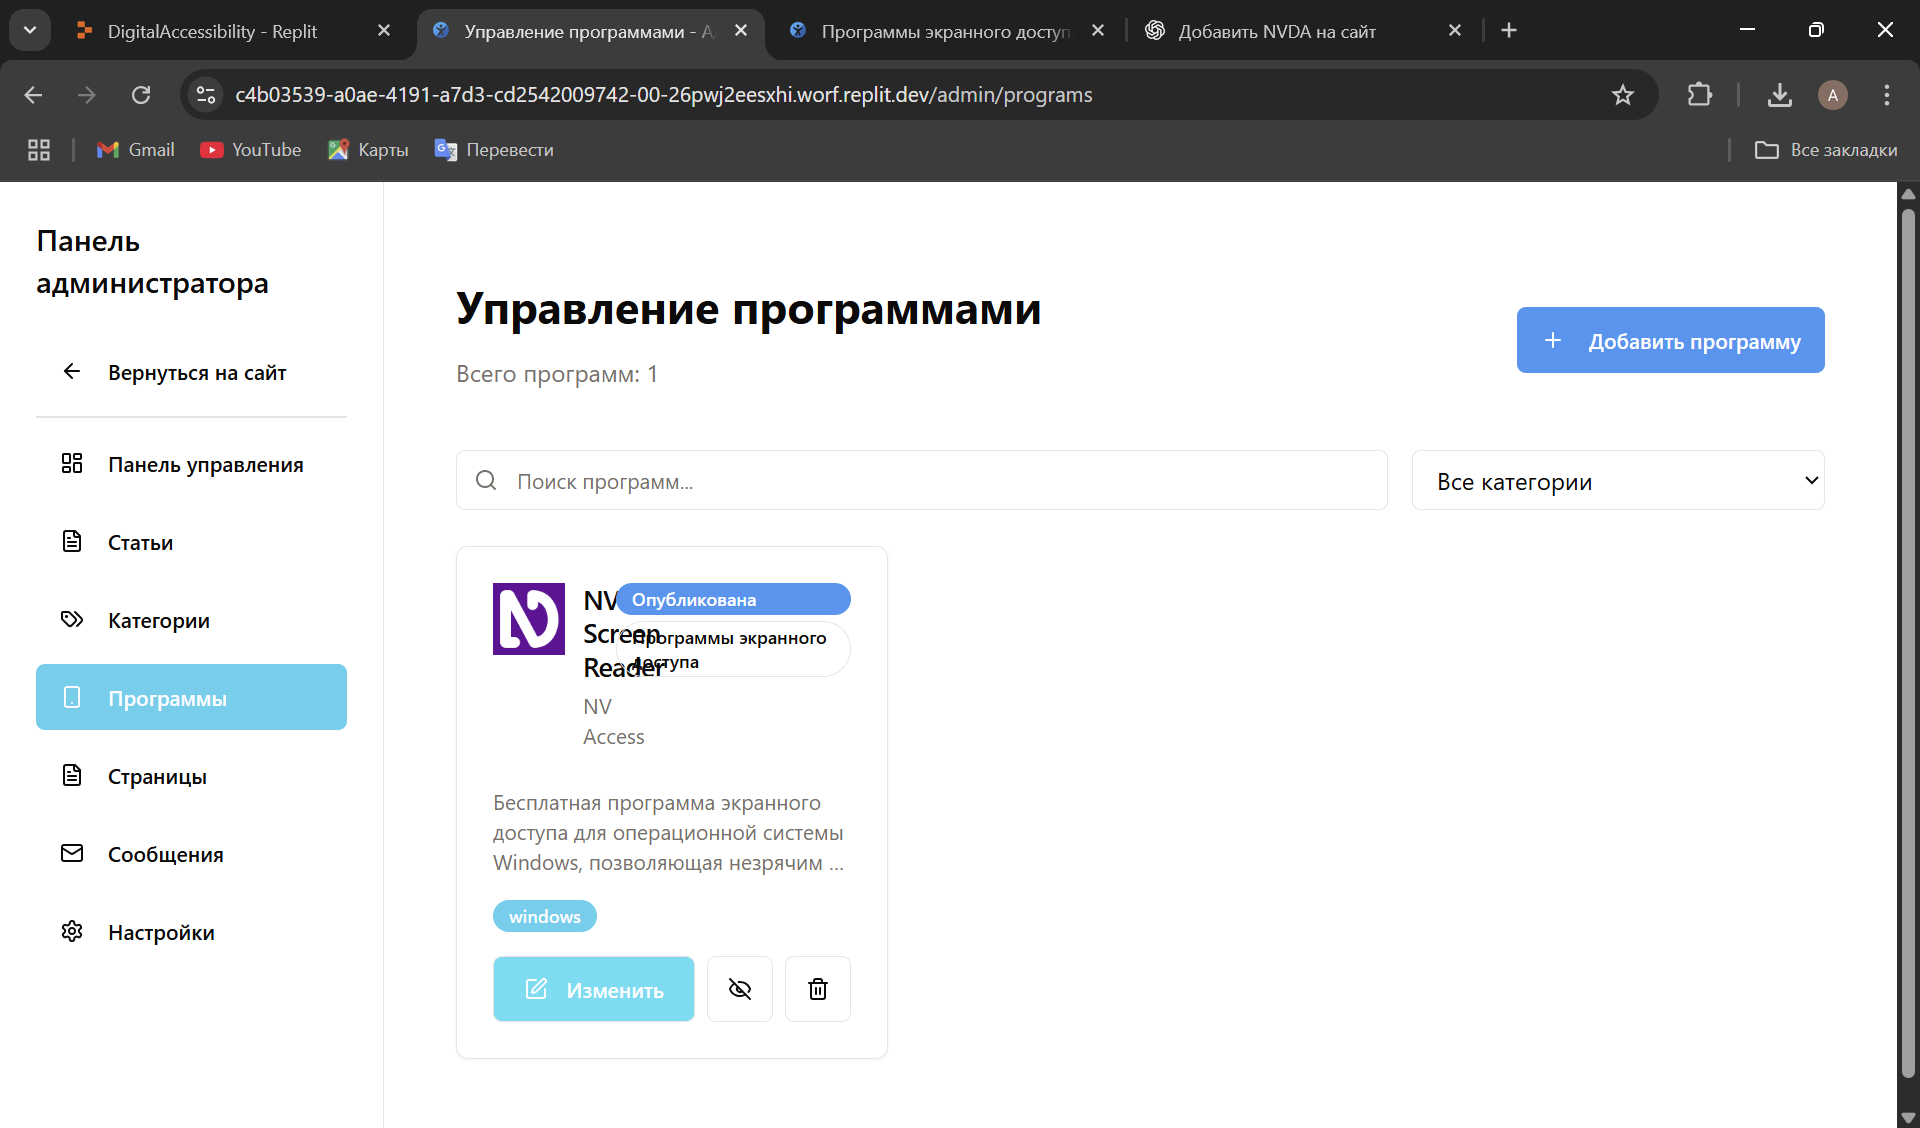 DigitalAccessibility - Replit
Управление программами - А
Программы экранного доступ
Добавить NVDA на сайт
c4b03539-a0ae-4191-a7d3-cd2542009742-00-26pwj2eesxhi.worf.replit.dev/admin/programs
A
Gmail
YouTube
Карты
Перевести
Все закладки
Панель
администратора
Вернуться на сайт
Панель управления
Статьи
Категории
Программы
Страницы
Сообщения
Настройки
Управление программами
Всего программ: 1
Добавить программу
Поиск программ...
Все категории
NV
Screen
Reader
Опубликована
Программы экранного
доступа
NV
Access
Бесплатная программа экранного
доступа для операционной системы
Windows, позволяющая незрячим ...
windows
Изменить